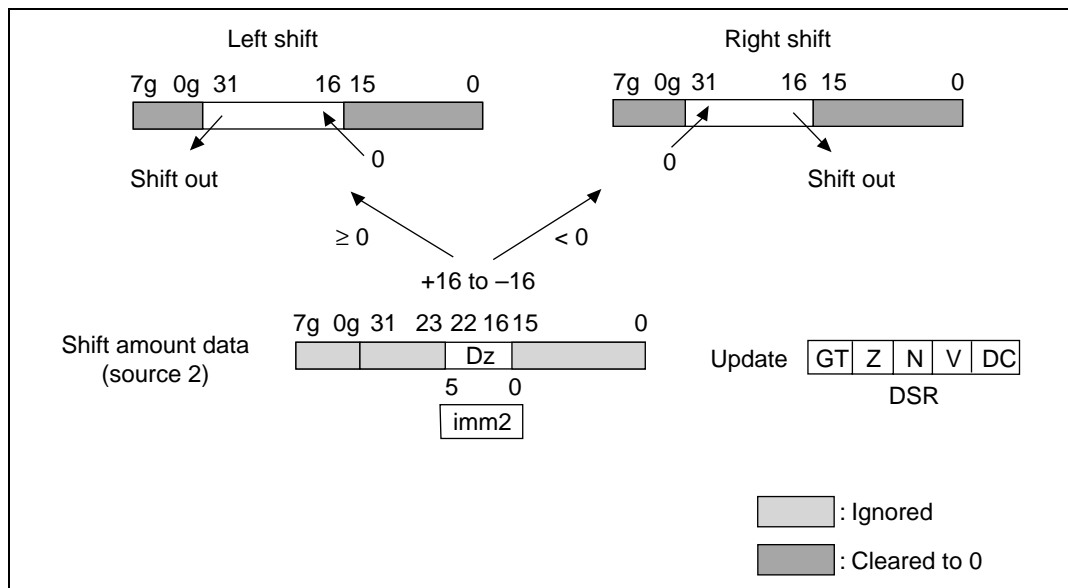 Left shift
Right shift
7g 0g 31 16 15 0
7g 0g 31 16 15 0
0
Shift out
0
Shift out
≥ 0
< 0
+16 to –16
7g 0g 31 23 22 16 15 0
Shift amount data
(source 2)
Dz
5 0
imm2
Update
GT Z N V DC
DSR
: Ignored
: Cleared to 0